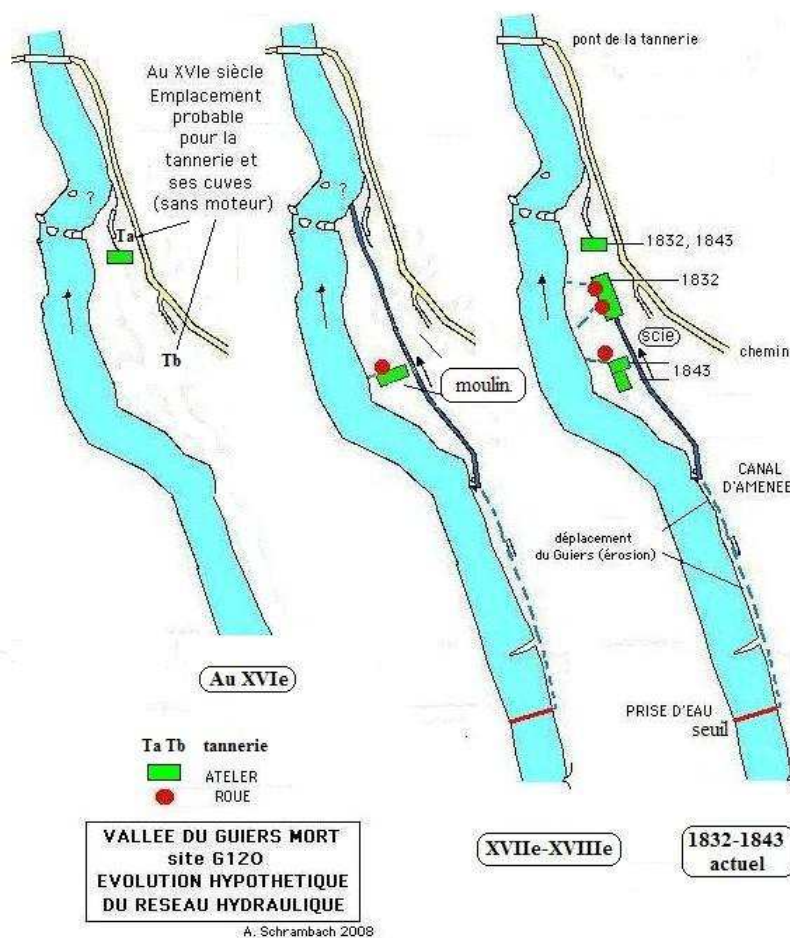 pont de la tannerie
Au XVIe siècle
Emplacement
probable
pour la
tannerie et
ses cuves
(sans moteur)
?
Ta
Tb
?
moulin.
1832, 1843
1832
scie
1843
chemin
CANAL
D'AMENEE
déplacement
du Guiers (érosion)
PRISE D'EAU
seuil
Au XVIe
XVIIe-XVIIIe
1832-1843
actuel
Ta Tb tannerie
ATELER
ROUE
VALLEE DU GUIERS MORT
site G120
EVOLUTION HYPOTHETIQUE
DU RESEAU HYDRAULIQUE
A. Schrambach 2008